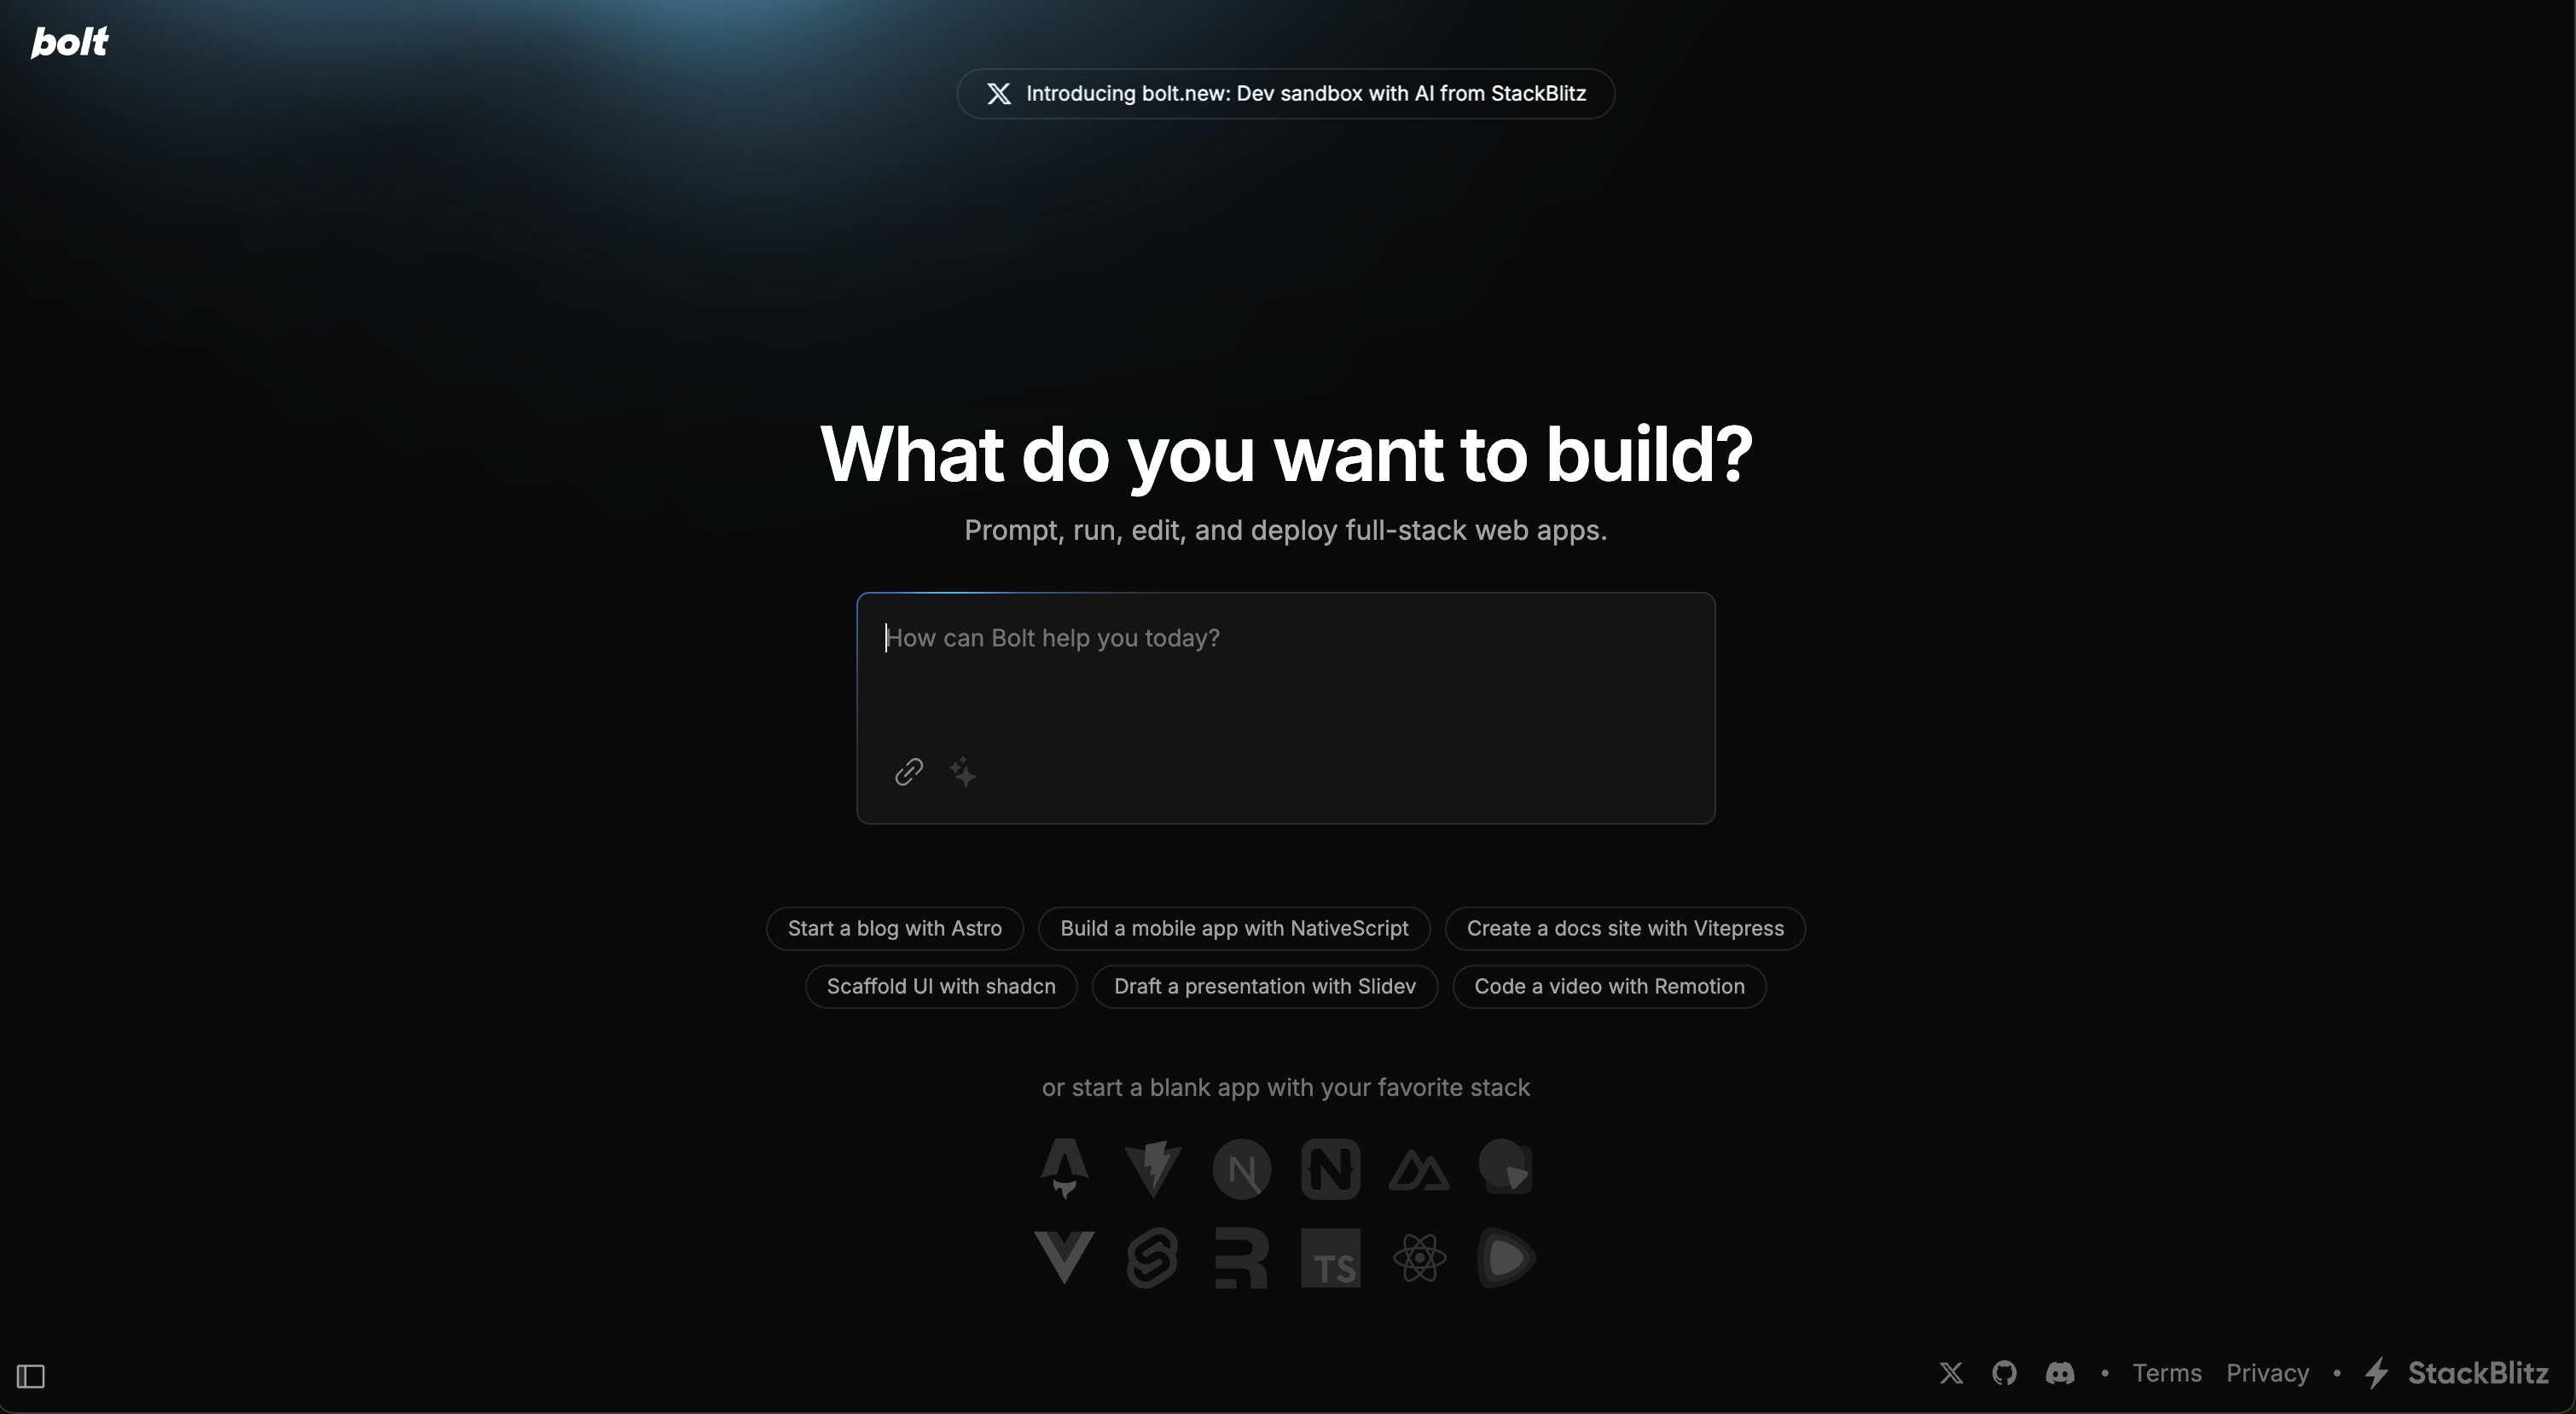 bolt
Introducing bolt.new: Dev sandbox with AI from StackBlitz
What do you want to build?
Prompt, run, edit, and deploy full-stack web apps.
How can Bolt help you today?
Start a blog with Astro
Build a mobile app with NativeScript
Create a docs site with Vitepress
Scaffold UI with shadcn
Draft a presentation with Slidev
Code a video with Remotion
or start a blank app with your favorite stack
TS
• Terms Privacy • StackBlitz